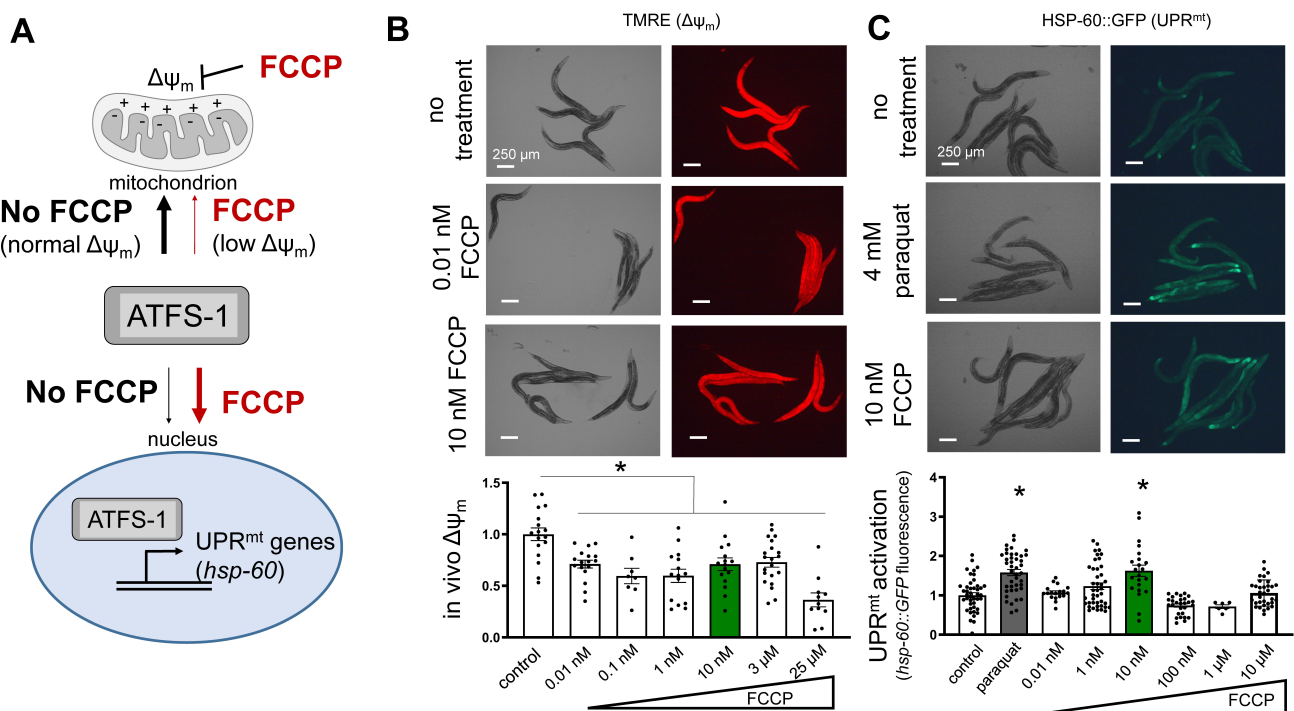 A
Δψm
FCCP
+ + + + +
- - - - -
mitochondrion
No FCCP
(normal Δψm)
FCCP
(low Δψm)
ATFS-1
No FCCP
FCCP
nucleus
ATFS-1
UPRmt genes
(hsp-60)
B
TMRE (Δψm)
no
treatment
250 μm
0.01 nM
FCCP
10 nM FCCP
in vivo Δψm
1.5
1.0
0.5
0.0
*
control
0.01 nM
0.1 nM
1 nM
10 nM
3 μM
25 μM
FCCP
C
HSP-60::GFP (UPRmt)
no
treatment
250 μm
4 mM
paraquat
10 nM
FCCP
UPRmt activation
(hsp-60::GFP fluorescence)
4
3
2
1
0
*
*
control
paraquat
0.01 nM
1 nM
10 nM
100 nM
1 μM
10 μM
FCCP